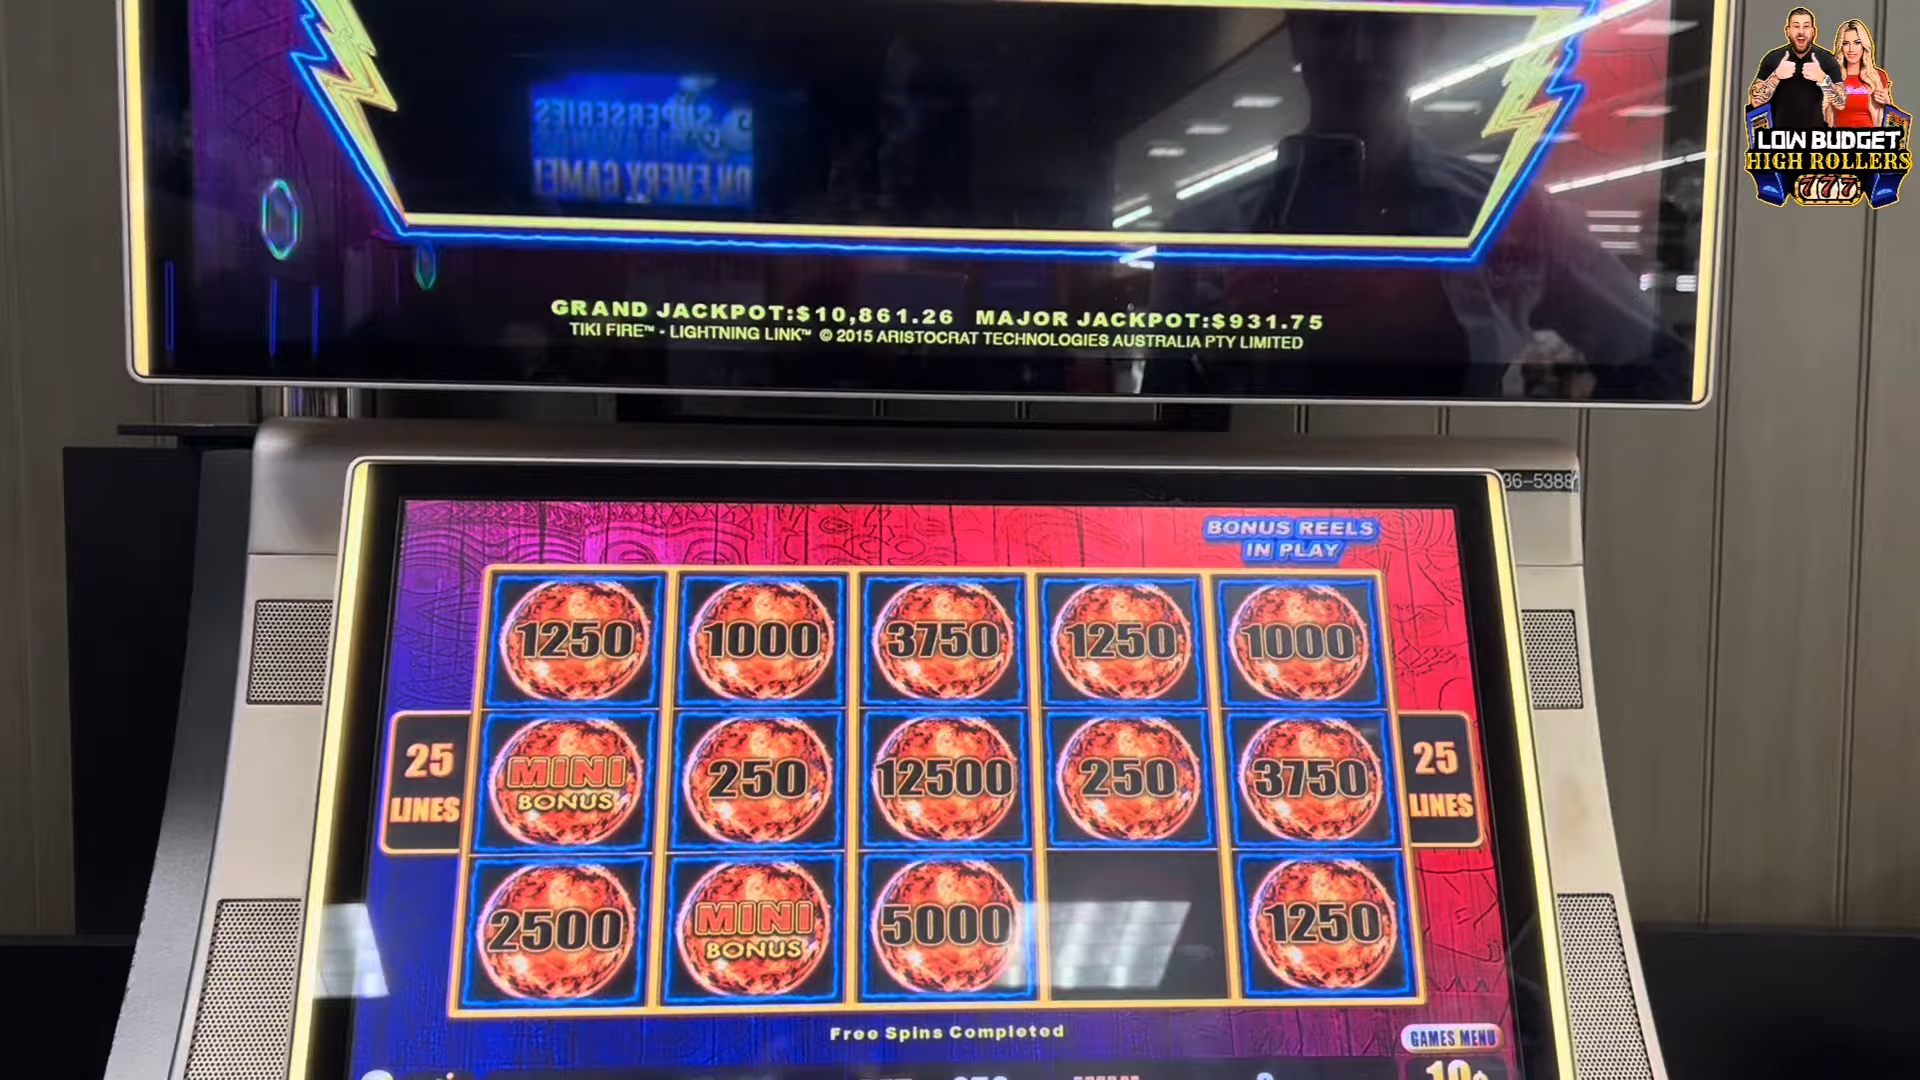 LOW BUDGET
HIGH ROLLERS
777
SUPERSERIES
ON EVERY GAME!
GRAND JACKPOT:$10,861.26 MAJOR JACKPOT:$931.75
TIKI FIRE™ - LIGHTNING LINK™ © 2015 ARISTOCRAT TECHNOLOGIES AUSTRALIA PTY LIMITED
36-5388
BONUS REELS
IN PLAY
1250 1000 3750 1250 1000
25
LINES
MINI
BONUS
250 12500 250 3750
25
LINES
2500
MINI
BONUS
5000 1250
Free Spins Completed
GAMES MENU
10¢